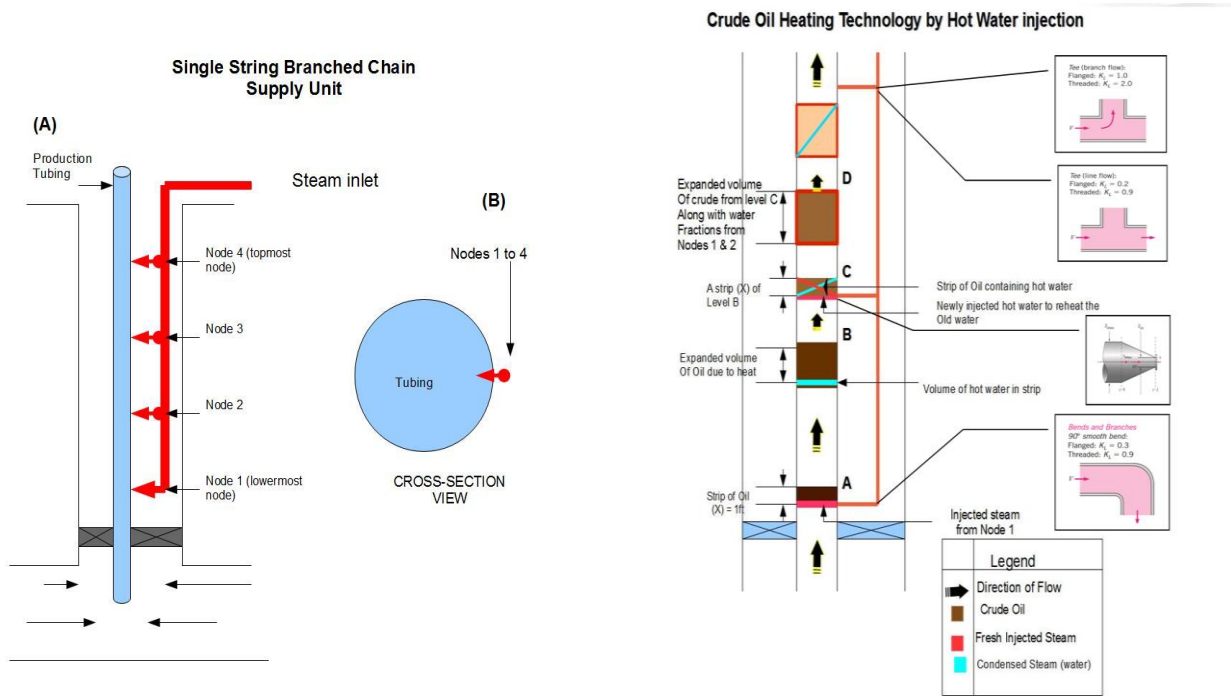 Single String Branched Chain
Supply Unit
(A)
Production
Tubing
Steam inlet
(B)
Nodes 1 to 4
Node 4 (topmost
node)
Node 3
Node 2
Node 1 (lowermost
node)
Tubing
CROSS-SECTION
VIEW
Crude Oil Heating Technology by Hot Water injection
Tee (branch flow):
Flanged: KL = 1.0
Threaded: KL = 2.0
Tee (line flow):
Flanged: KL = 0.2
Threaded: KL = 0.9
D
Expanded volume
Of crude from level C
Along with water
Fractions from
Nodes 1 & 2
C
A strip (X) of
Level B
Strip of Oil containing hot water
Newly injected hot water to reheat the
Old water
B
Expanded volume
Of Oil due to heat
Volume of hot water in strip
Bends and Branches
90° smooth bend:
Flanged: KL = 0.3
Threaded: KL = 0.9
A
Strip of Oil
(X) = 1ft
Injected steam
from Node 1
Legend
Direction of Flow
Crude Oil
Fresh Injected Steam
Condensed Steam (water)